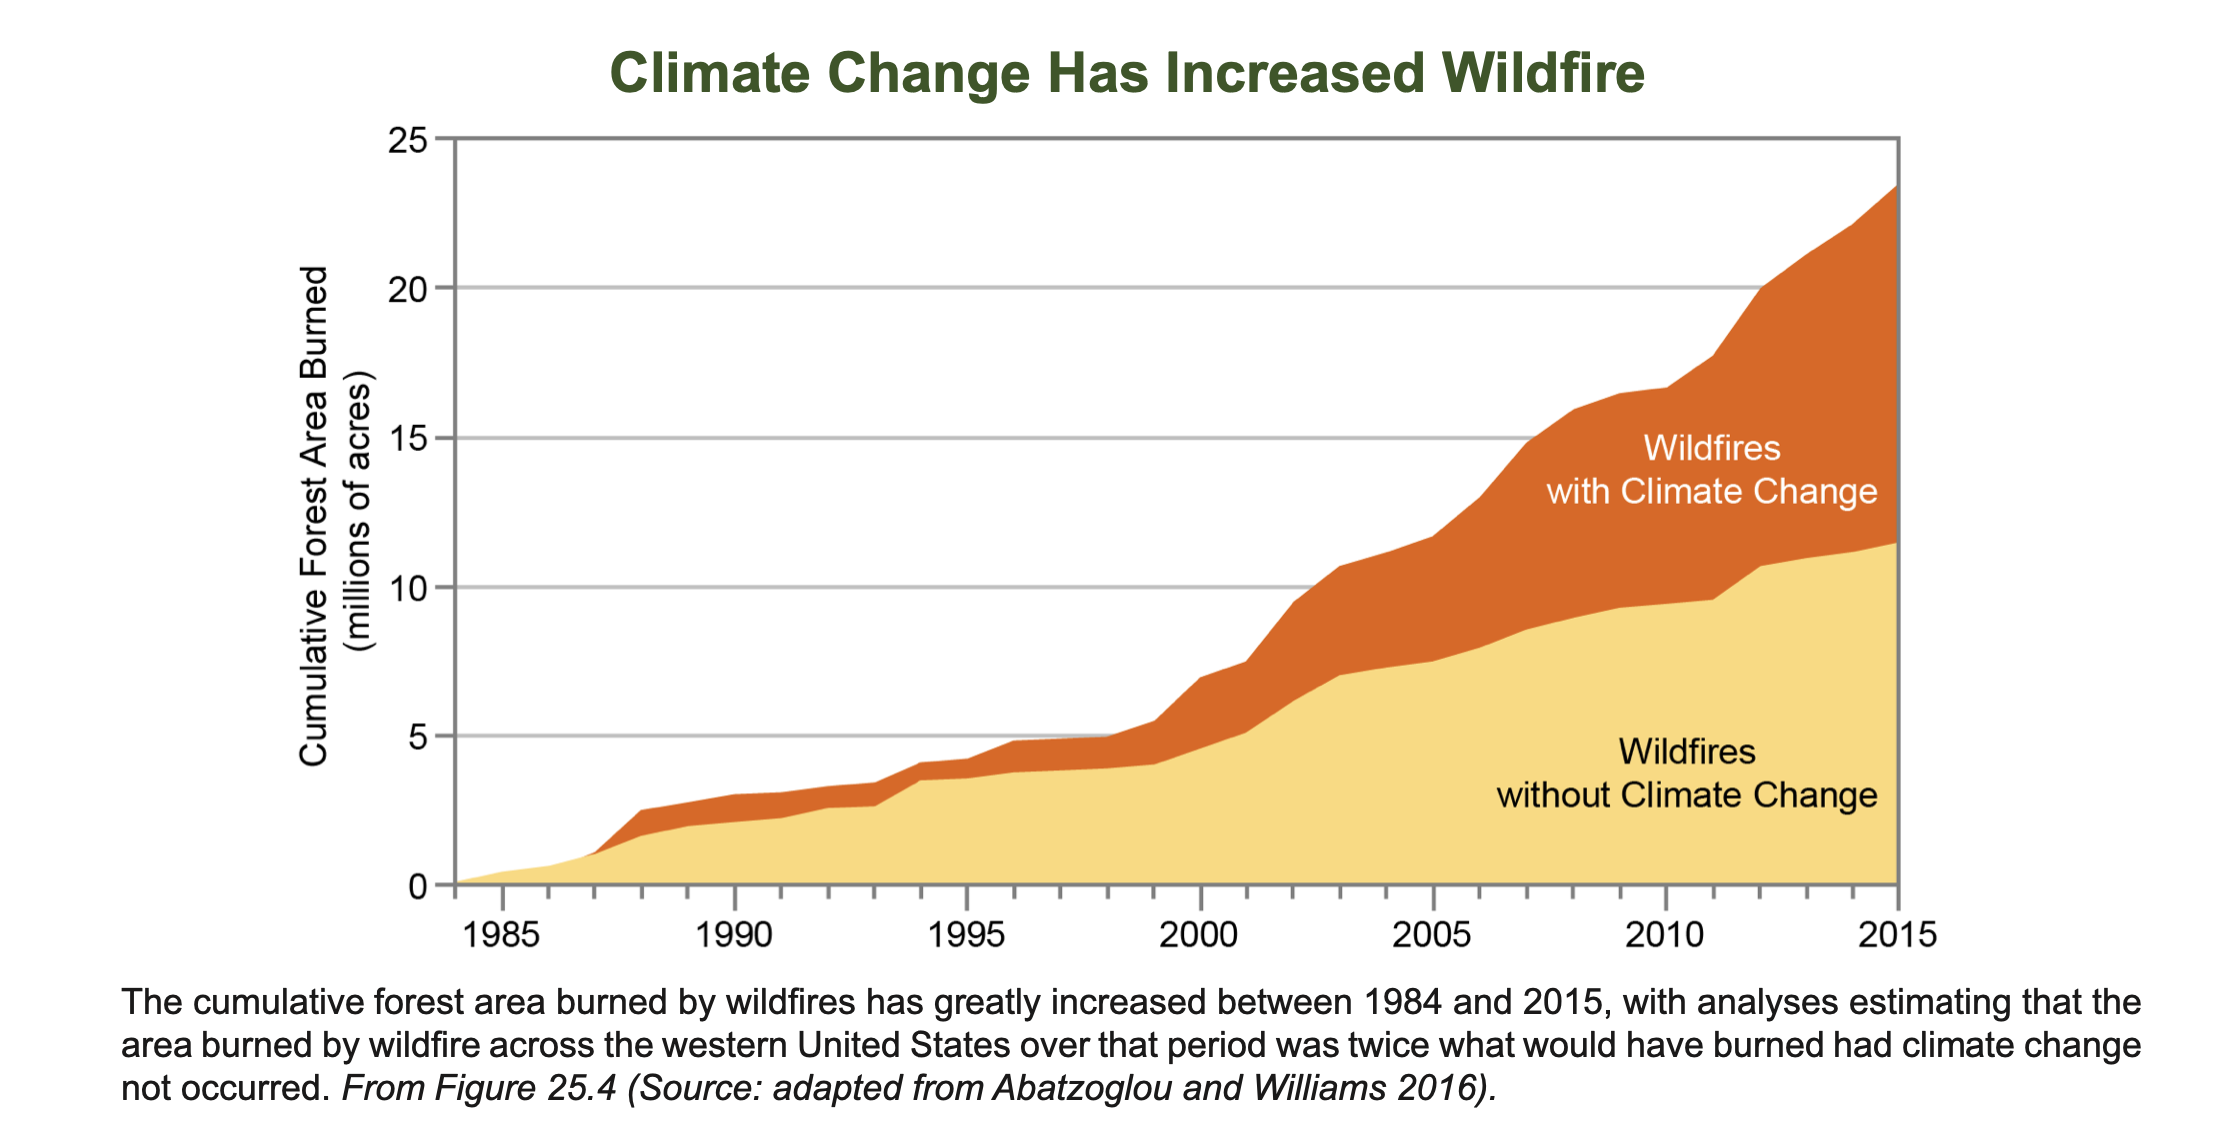 Climate Change Has Increased Wildfire
Cumulative Forest Area Burned
(millions of acres)
25
20
15
10
5
0
Wildfires
with Climate Change
Wildfires
without Climate Change
1985 1990 1995 2000 2005 2010 2015
The cumulative forest area burned by wildfires has greatly increased between 1984 and 2015, with analyses estimating that the
area burned by wildfire across the western United States over that period was twice what would have burned had climate change
not occurred. From Figure 25.4 (Source: adapted from Abatzoglou and Williams 2016).